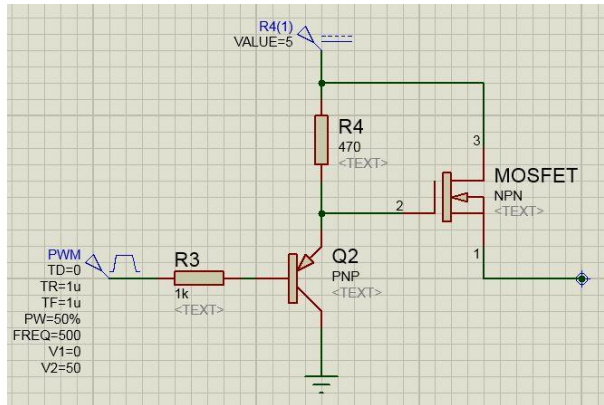 R4(1)
VALUE=5
R4
470
<TEXT>
3
MOSFET
NPN
<TEXT>
2
1
PWM
TD=0
TR=1u
TF=1u
PW=50%
FREQ=500
V1=0
V2=50
R3
1k
<TEXT>
Q2
PNP
<TEXT>